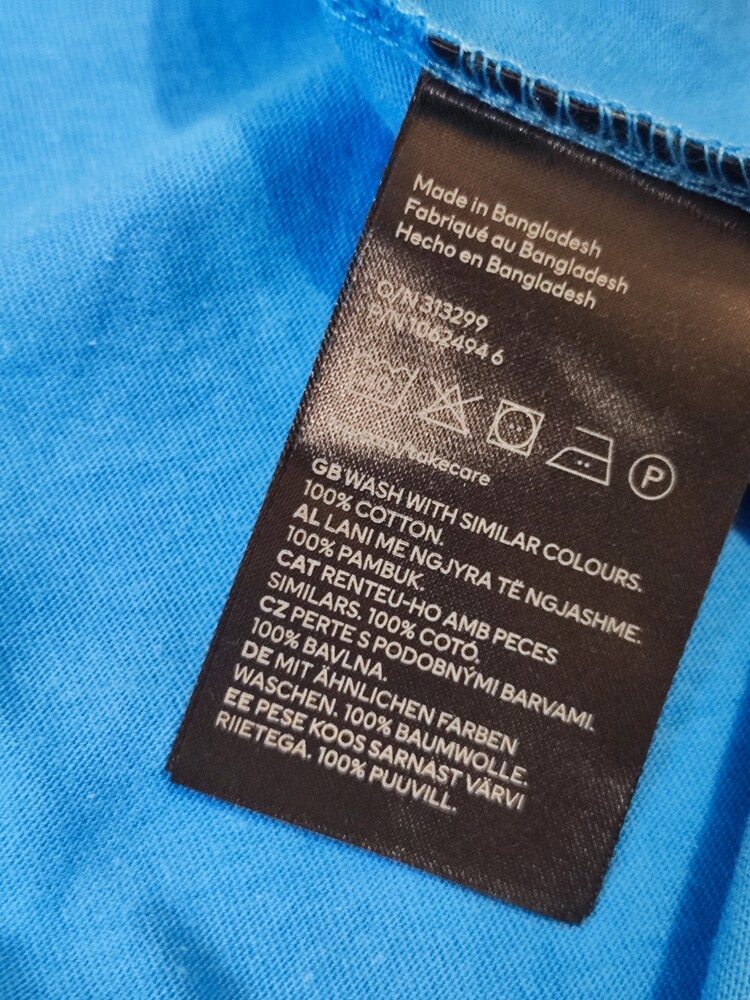 Made in Bangladesh
Fabriqué au Bangladesh
Hecho en Bangladesh
O/N 313299
P/N 1062494 6
P
GB WASH WITH SIMILAR COLOURS.
100% COTTON.
AL LANI ME NGJYRA TË NGJASHME.
100% PAMBUK.
CAT RENTEU-HO AMB PECES
SIMILARS. 100% COTÓ.
CZ PERTE S PODOBNÝMI BARVAMI.
100% BAVLNA.
DE MIT ÄHNLICHEN FARBEN
WASCHEN. 100% BAUMWOLLE.
EE PESE KOOS SARNAST VÄRVI
RIIETEGA. 100% PUUVILL.